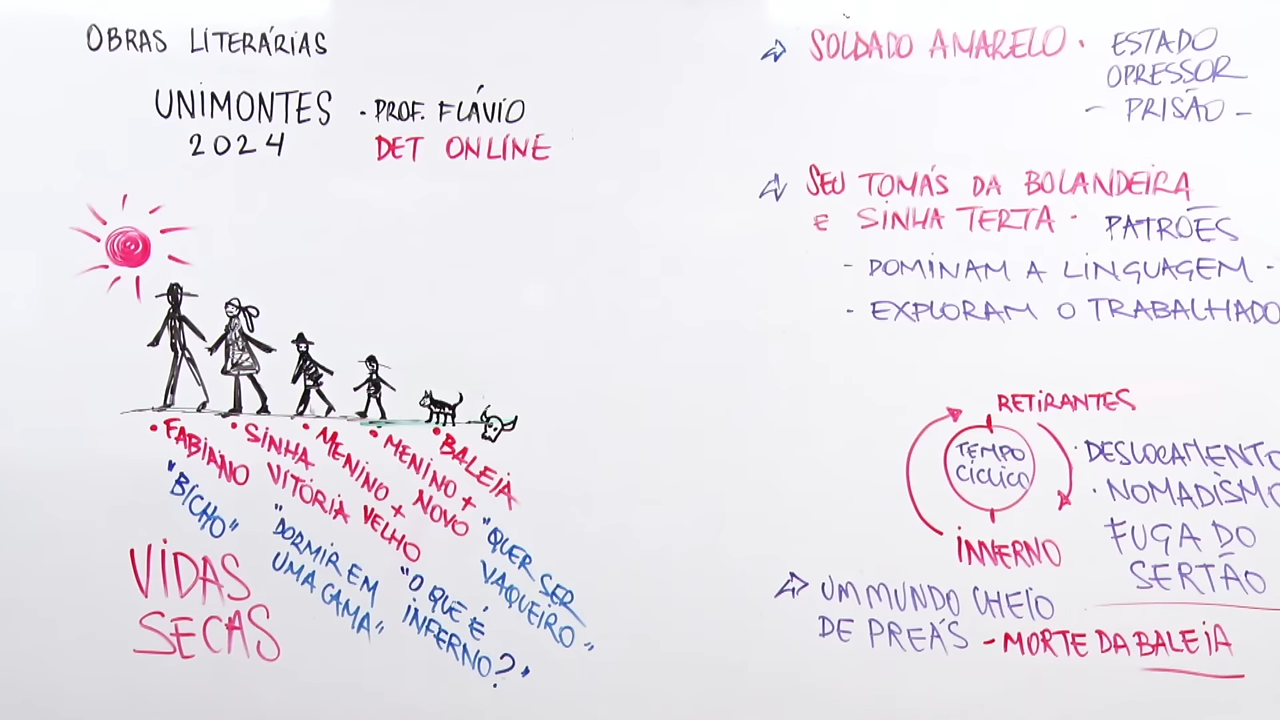 OBRAS LITERÁRIAS
UNIMONTES
2024
- PROF. FLÁVIO
DET ONLINE
• FABIANO
"BICHO"
• SINHA
VITÓRIA
"DORMIR EM
UMA CAMA"
• MENINO +
VELHO
"O QUE É
INFERNO?"
• MENINO +
NOVO
"QUER SER
VAQUEIRO"
• BALEIA
VIDAS
SECAS
⇒ SOLDADO AMARELO • ESTADO
OPRESSOR
- PRISÃO -
⇒ SEU TOMÁS DA BOLANDEIRA
E SINHA TERTA - PATRÕES
- DOMINAM A LINGUAGEM -
- EXPLORAM O TRABALHADO
RETIRANTES
TEMPO
CÍCLICO
INVERNO
• DESLOCAMENTO
• NOMADISMO
FUGA DO
SERTÃO
⇒ UM MUNDO CHEIO
DE PREÁS - MORTE DA BALEIA